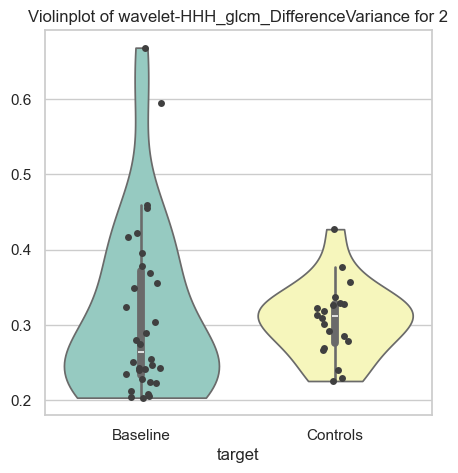 Violinplot of wavelet-HHH_glcm_DifferenceVariance for 2
0.6
0.5
0.4
0.3
0.2
Baseline
Controls
target